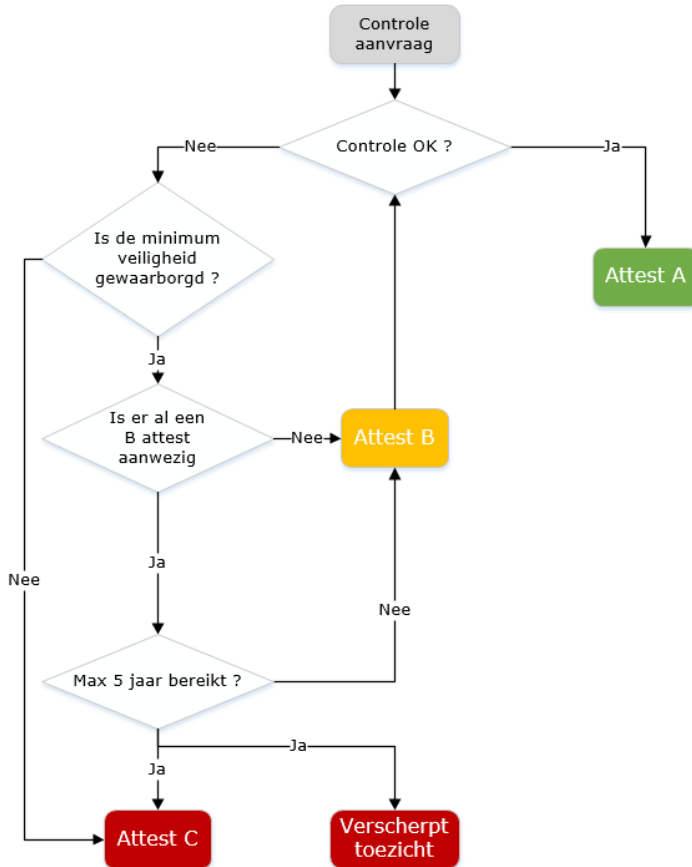 Controle
aanvraag
Controle OK ?
Nee
Ja
Is de minimum
veiligheid
gewaarborgd ?
Attest A
Ja
Is er al een
B attest
aanwezig
Nee
Attest B
Ja
Nee
Nee
Max 5 jaar bereikt ?
Ja
Ja
Attest C
Verscherpt
toezicht